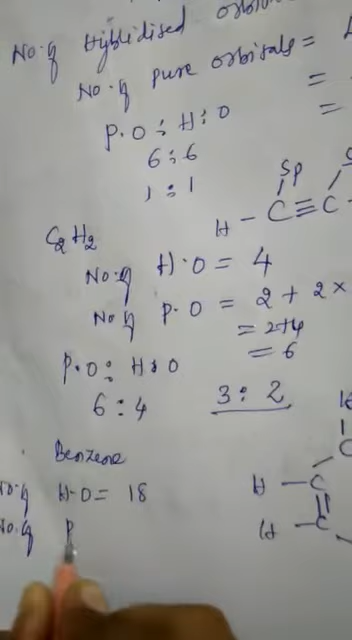 No. of Hybridised
No. of pure orbitals =
=
P.O : H.O =
6 : 6
1 : 1
sp
H - C ≡ C -
C2H2
No. of H.O = 4
No. of P.O = 2 + 2 ×
= 2+4
= 6
P.O : H.O
6 : 4 3 : 2
Benzene
No. of H.O = 18
No. of P
H - C
H - C